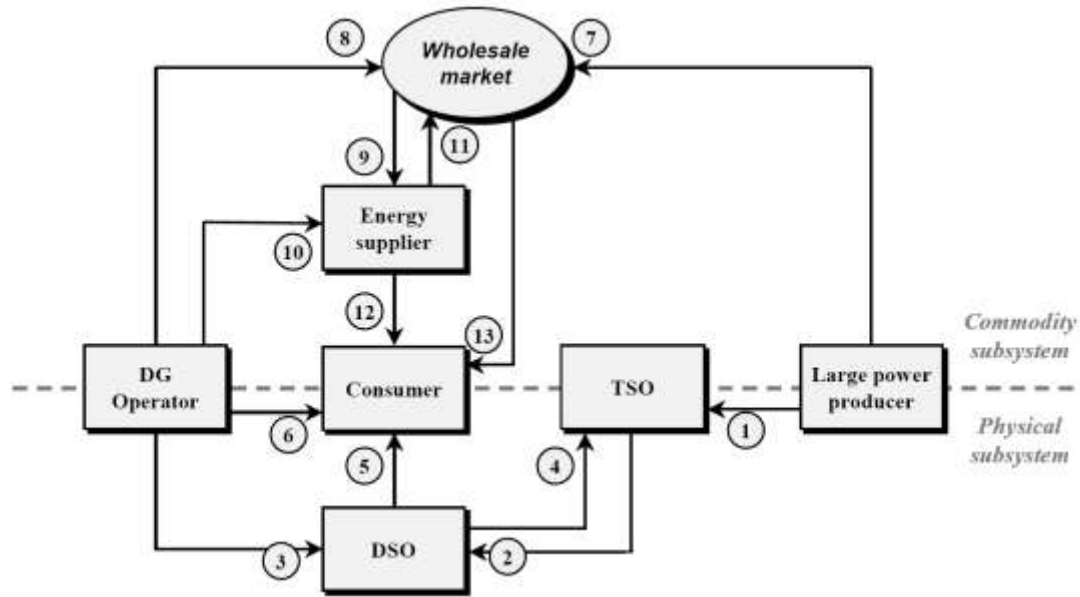 8
Wholesale
market
7
9
11
Energy
supplier
10
12
13
Commodity
subsystem
DG
Operator
Consumer
TSO
Large power
producer
6
1
Physical
subsystem
5
4
3
DSO
2